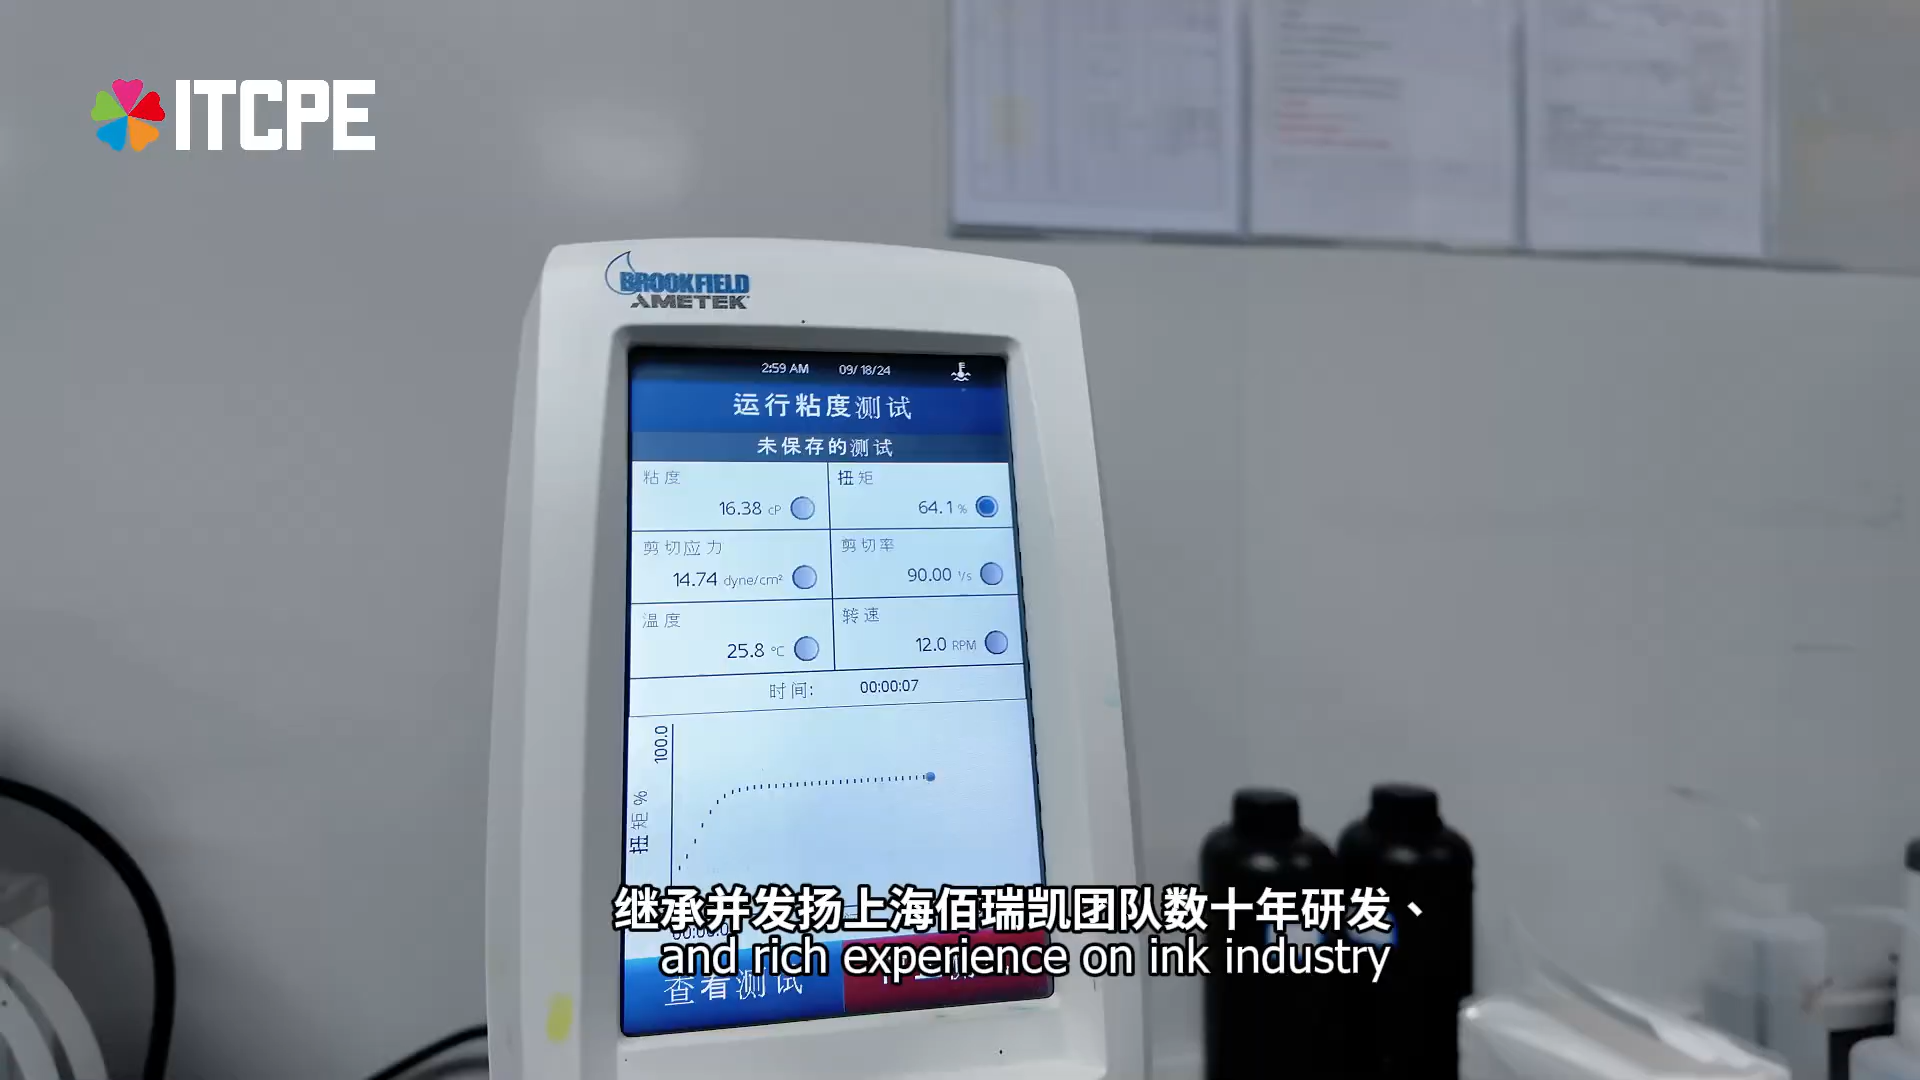 ITCPE
BROOKFIELD
AMETEK
2:59 AM 09/18/24
运行粘度测试
未保存的测试
粘度 扭矩
16.38 cP 64.1 %
剪切应力 剪切率
14.74 dyne/cm² 90.00 1/s
温度 转速
25.8 °C 12.0 RPM
时间: 00:00:07
100.0
扭矩 %
继承并发扬上海佰瑞凯团队数十年研发、
and rich experience on ink industry
查看测试